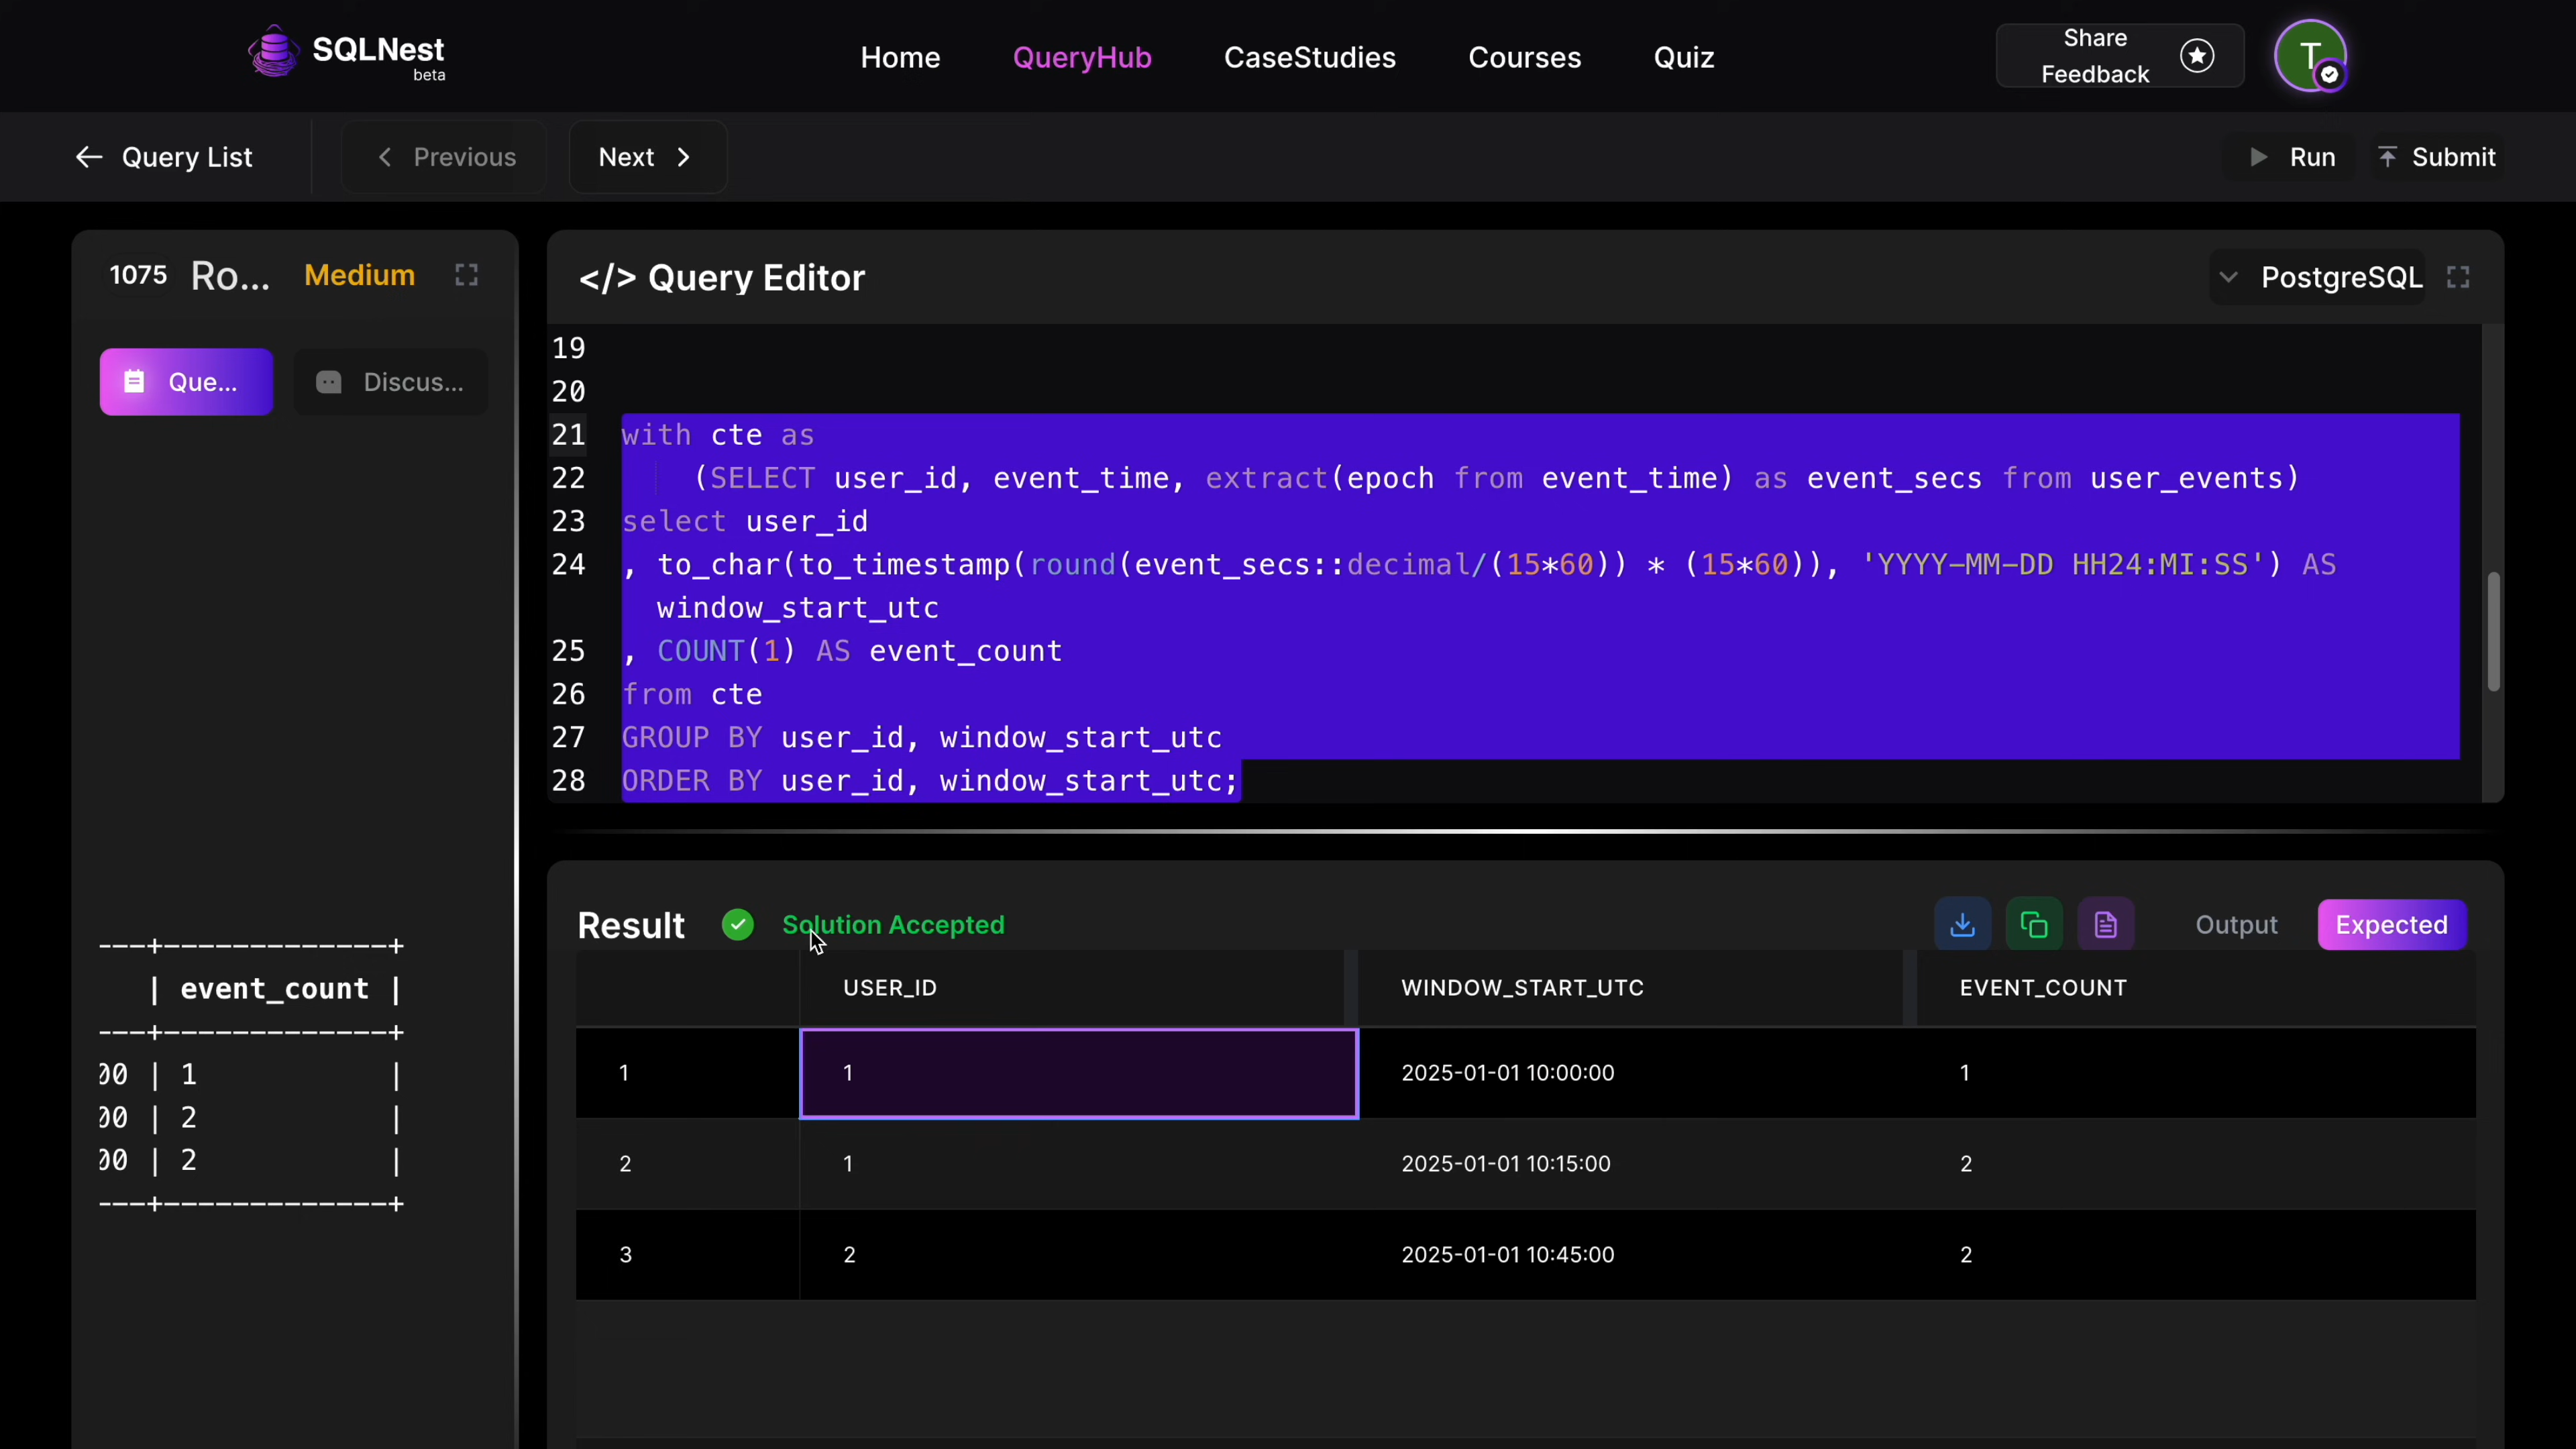 SQLNest
beta
Home
QueryHub
CaseStudies
Courses
Quiz
Share
Feedback
T
Query List
Previous
Next
Run
Submit
1075 Ro... Medium
Que...
Discus...
---+-------------+
| event_count |
---+-------------+
00 | 1 |
00 | 2 |
00 | 2 |
---+-------------+
</> Query Editor
PostgreSQL
19
20
21 with cte as
22 (SELECT user_id, event_time, extract(epoch from event_time) as event_secs from user_events)
23 select user_id
24 , to_char(to_timestamp(round(event_secs::decimal/(15*60)) * (15*60)), 'YYYY-MM-DD HH24:MI:SS') AS
window_start_utc
25 , COUNT(1) AS event_count
26 from cte
27 GROUP BY user_id, window_start_utc
28 ORDER BY user_id, window_start_utc;
Result
Solution Accepted
Output
Expected
USER_ID WINDOW_START_UTC EVENT_COUNT
1 1 2025-01-01 10:00:00 1
2 1 2025-01-01 10:15:00 2
3 2 2025-01-01 10:45:00 2